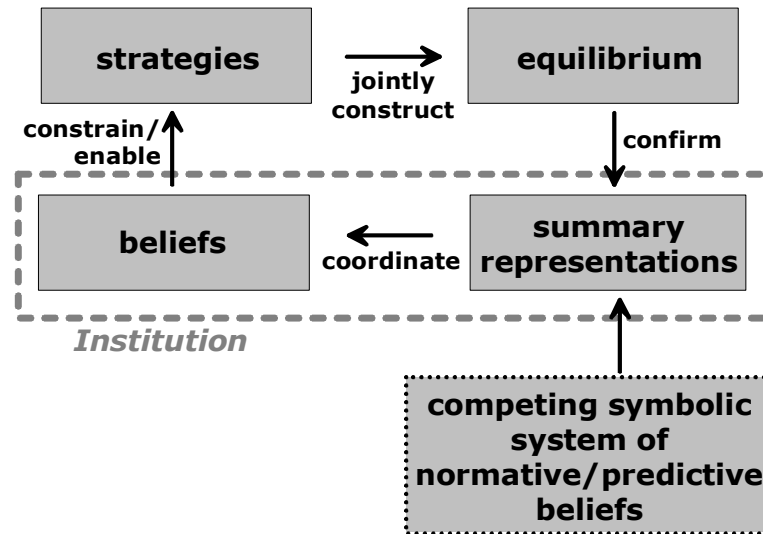 strategies
jointly
construct
equilibrium
constrain/
enable
confirm
beliefs
coordinate
summary
representations
Institution
competing symbolic
system of
normative/predictive
beliefs